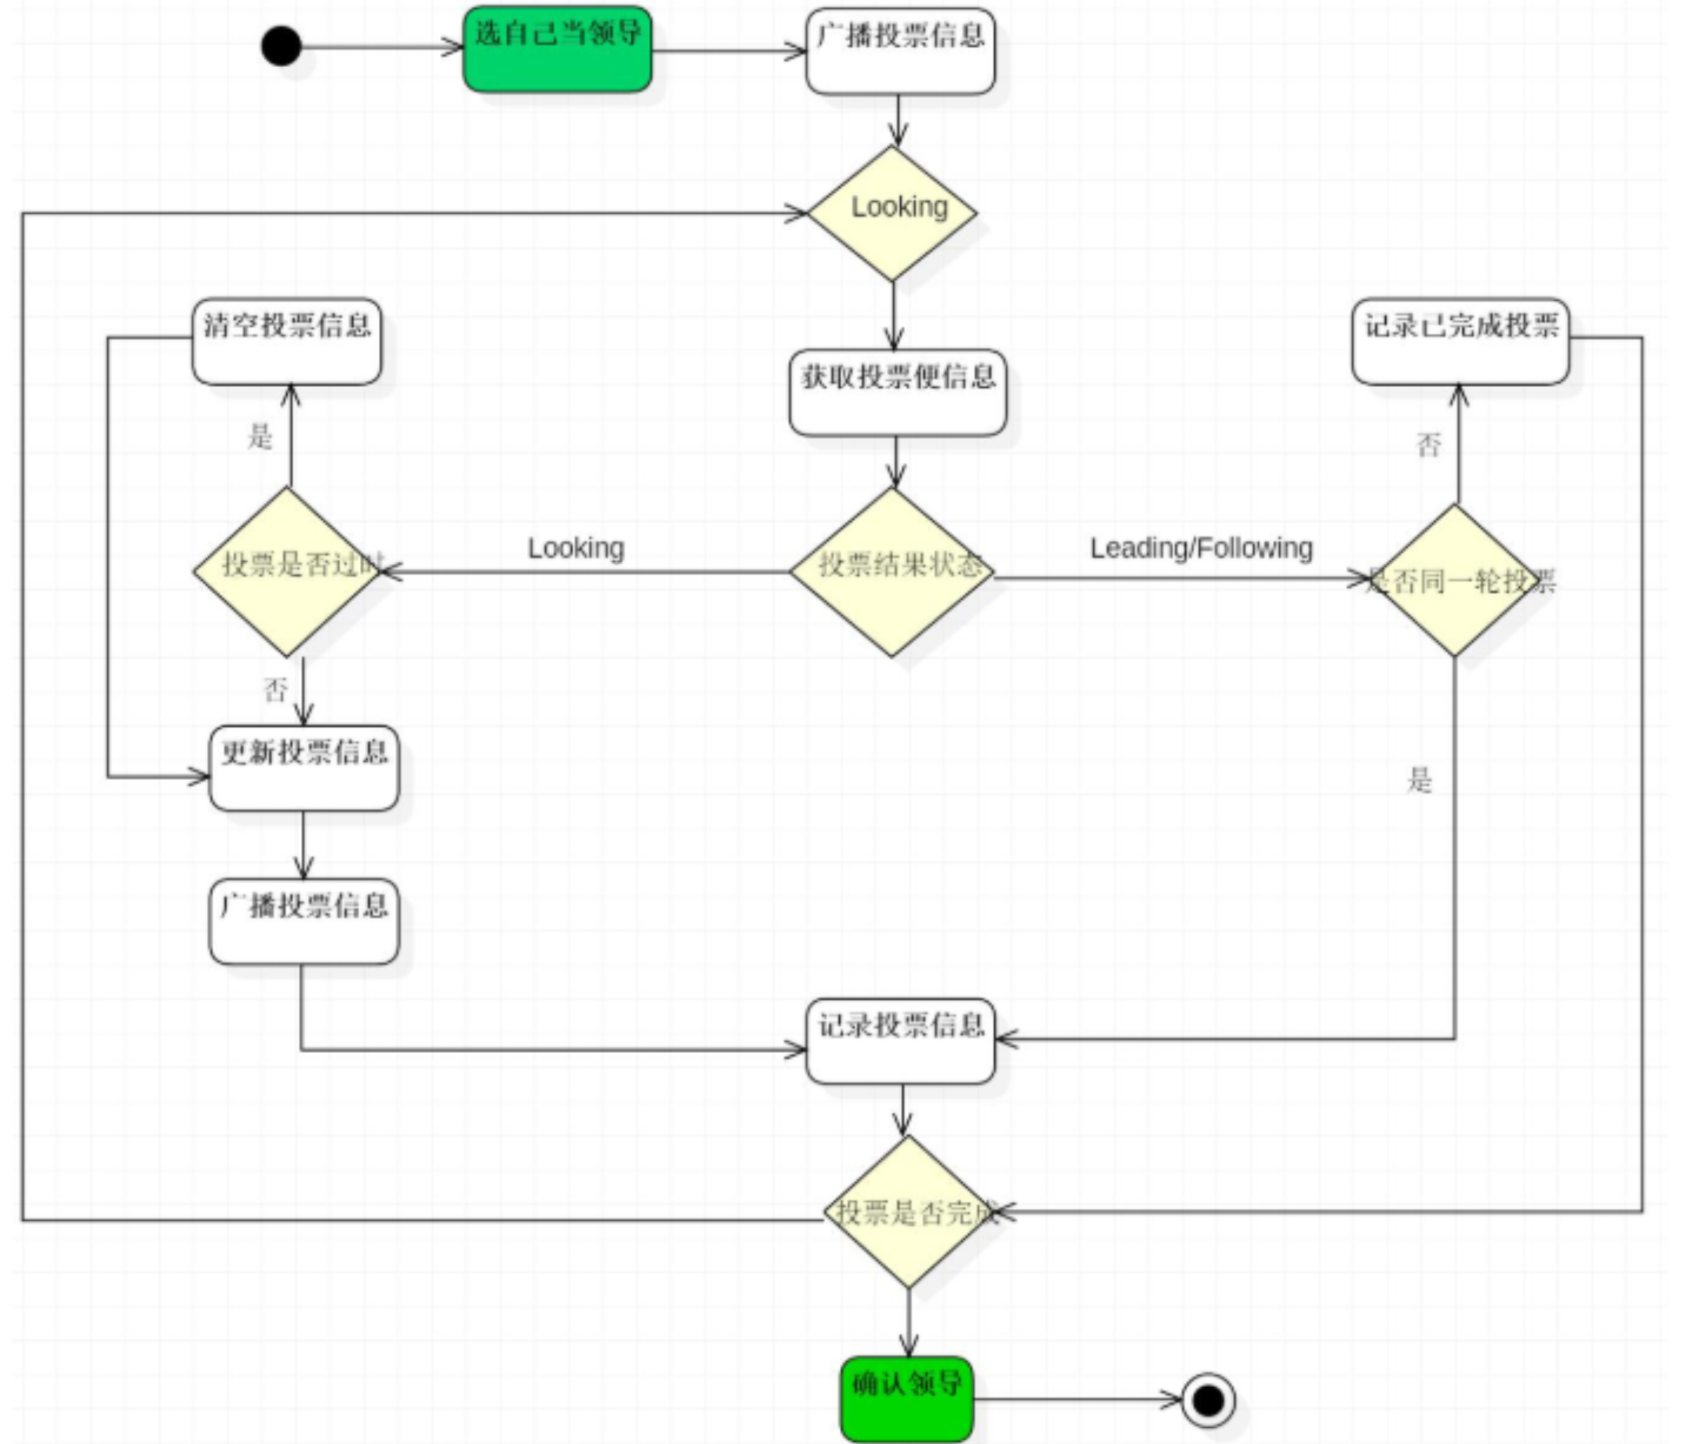 选自己当领导
广播投票信息
Looking
清空投票信息
记录已完成投票
获取投票便信息
是
否
Looking
Leading/Following
投票是否过时
投票结果状态
是否同一轮投票
否
更新投票信息
是
广播投票信息
记录投票信息
投票是否完成
确认领导